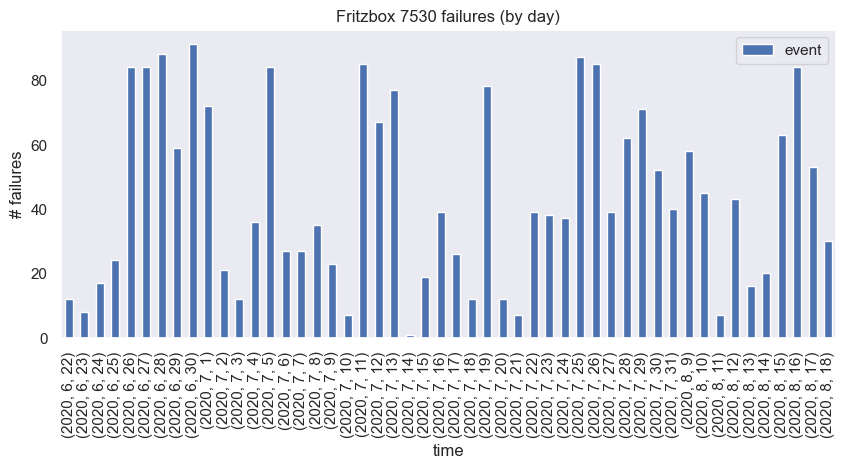 Fritzbox 7530 failures (by day)
event
# failures
80
60
40
20
0
(2020, 6, 22)
(2020, 6, 23)
(2020, 6, 24)
(2020, 6, 25)
(2020, 6, 26)
(2020, 6, 27)
(2020, 6, 28)
(2020, 6, 29)
(2020, 6, 30)
(2020, 7, 1)
(2020, 7, 2)
(2020, 7, 3)
(2020, 7, 4)
(2020, 7, 5)
(2020, 7, 6)
(2020, 7, 7)
(2020, 7, 8)
(2020, 7, 9)
(2020, 7, 10)
(2020, 7, 11)
(2020, 7, 12)
(2020, 7, 13)
(2020, 7, 14)
(2020, 7, 15)
(2020, 7, 16)
(2020, 7, 17)
(2020, 7, 18)
(2020, 7, 19)
(2020, 7, 20)
(2020, 7, 21)
(2020, 7, 22)
(2020, 7, 23)
(2020, 7, 24)
(2020, 7, 25)
(2020, 7, 26)
(2020, 7, 27)
(2020, 7, 28)
(2020, 7, 29)
(2020, 7, 30)
(2020, 7, 31)
(2020, 8, 9)
(2020, 8, 10)
(2020, 8, 11)
(2020, 8, 12)
(2020, 8, 13)
(2020, 8, 14)
(2020, 8, 15)
(2020, 8, 16)
(2020, 8, 17)
(2020, 8, 18)
time